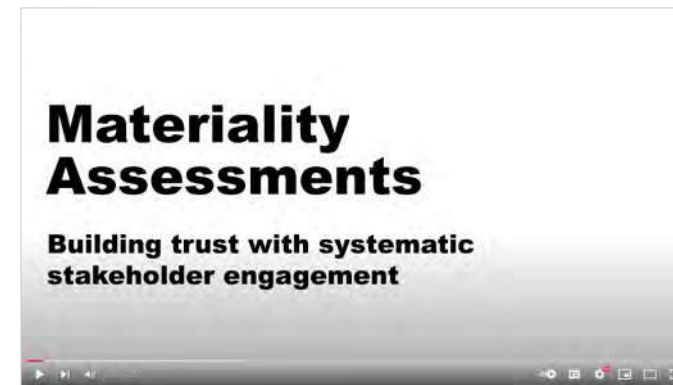 Materiality
Assessments
Building trust with systematic
stakeholder engagement